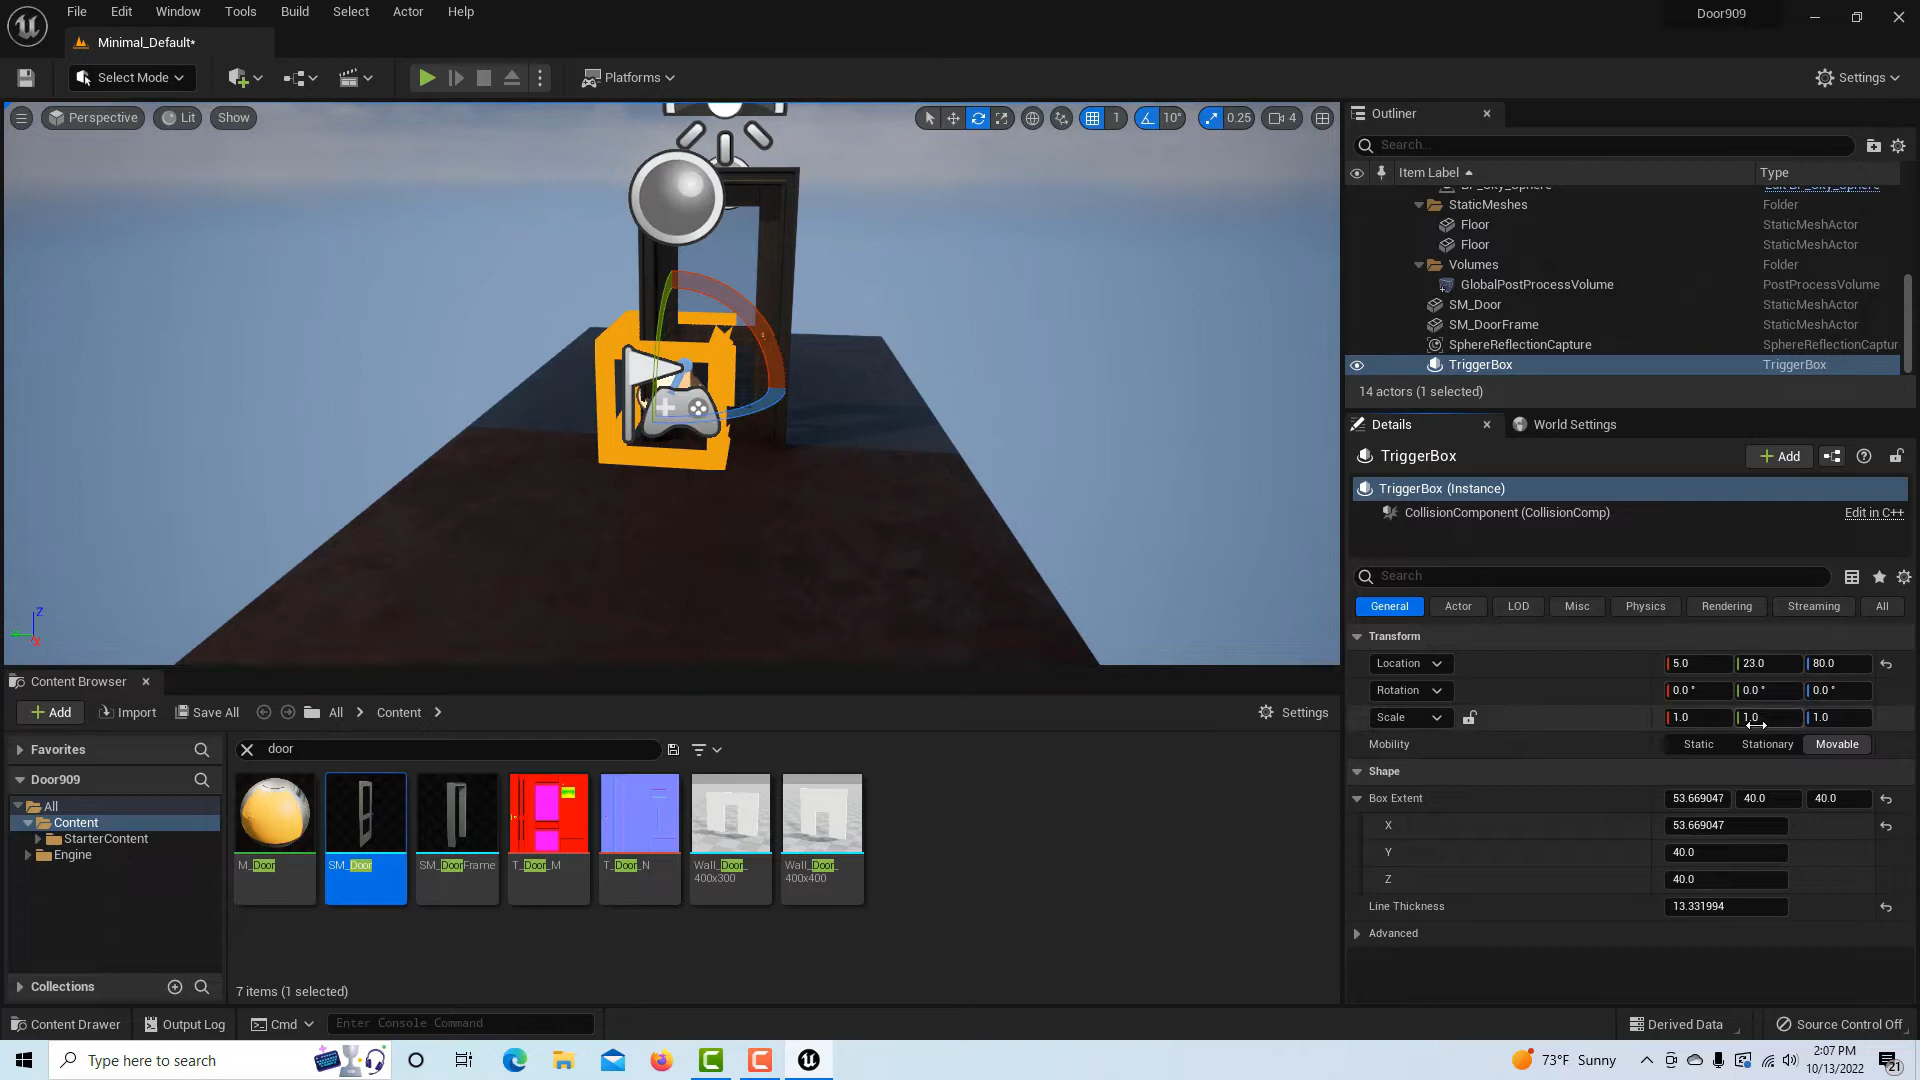 File Edit Window Tools Build Select Actor Help
Door909
Minimal_Default*
Select Mode
Platforms
Settings
Perspective Lit Show
1 10° 0.25 4
Outliner
Search...
Item Label Type
BP_Sky_Sphere Edit BP_Sky_Sphere
StaticMeshes Folder
Floor StaticMeshActor
Floor StaticMeshActor
Volumes Folder
GlobalPostProcessVolume PostProcessVolume
SM_Door StaticMeshActor
SM_DoorFrame StaticMeshActor
SphereReflectionCapture SphereReflectionCaptur
TriggerBox TriggerBox
14 actors (1 selected)
Details World Settings
TriggerBox
Add
TriggerBox (Instance)
CollisionComponent (CollisionComp) Edit in C++
Search
General Actor LOD Misc Physics Rendering Streaming All
Transform
Location 5.0 23.0 80.0
Rotation 0.0 ° 0.0 ° 0.0 °
Scale 1.0 1.0 1.0
Mobility Static Stationary Movable
Shape
Box Extent 53.669047 40.0 40.0
X 53.669047
Y 40.0
Z 40.0
Line Thickness 13.331994
Advanced
Z
Content Browser
Add Import Save All All Content Settings
Favorites
door
Door909
All
Content
StarterContent
Engine
M_Door
SM_Door
SM_DoorFrame
T_Door_M
T_Door_N
Wall_Door_
400x300
Wall_Door_
400x400
Collections
7 items (1 selected)
Content Drawer Output Log Cmd Enter Console Command
Derived Data Source Control Off
Type here to search
73°F Sunny
2:07 PM
10/13/2022
21